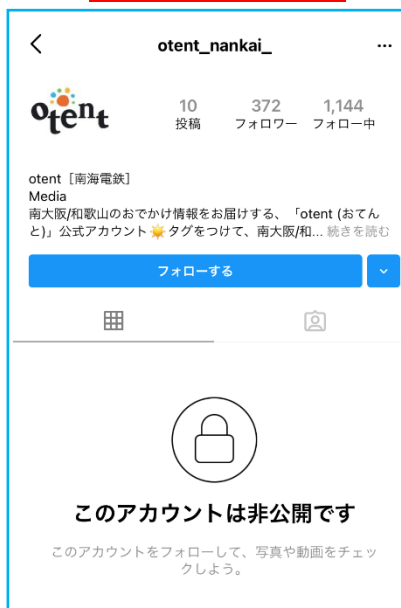 otent_nankai_
otent
10
372
1,144
投稿
フォロワー
フォロー中
otent［南海電鉄］
Media
南大阪/和歌山のおでかけ情報をお届けする、「otent (おてん
と)」公式アカウント☀️タグをつけて、南大阪/和... 続きを読む
フォローする
このアカウントは非公開です
このアカウントをフォローして、写真や動画をチェッ
クしよう。